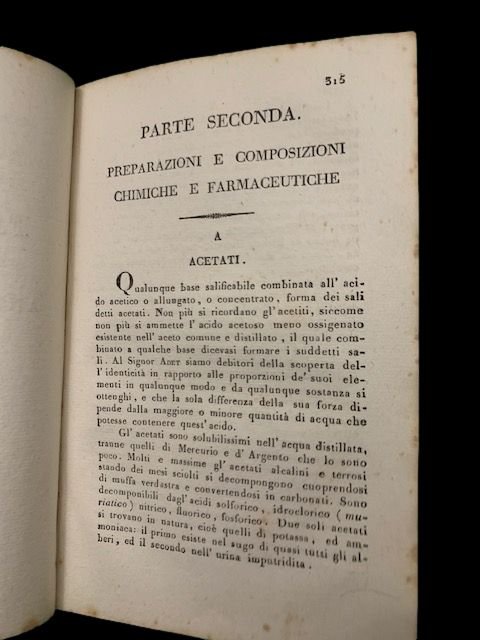 315
PARTE SECONDA.
PREPARAZIONI E COMPOSIZIONI
CHIMICHE E FARMACEUTICHE
A
ACETATI.
Qualunque base salificabile combinata all' aci-
do acetico o allungato, o concentrato, forma dei sali
detti acetati. Non più si ricordano gl' acetiti, siccome
non più si ammette l' acido acetoso meno ossigenato
esistente nell' aceto comune e distillato, il quale com-
binato a qualche base dicevasi formare i suddetti sa-
li. Al Signor ADET siamo debitori della scoperta del-
l' identicità in rapporto alle proporzioni de' suoi ele-
menti in qualunque modo e da qualunque sostanza si
ottenghi, e che la sola differenza della sua forza di-
pende dalla maggiore o minore quantità di acqua che
potesse contenere quest' acido.
Gl' acetati sono solubilissimi nell' acqua distillata,
tranne quelli di Mercurio e d' Argento che lo sono
poco. Molti e massime gl' acetati alcalini e terrosi
stando dei mesi sciolti si decompongono cuoprendosi
di muffa verdastra e convertendosi in carbonati. Sono
decomponibili dagl' acidi solforico, idroclorico (mu-
riatico) nitrico, fluorico, fosforico. Due soli acetati
si trovano in natura, cioè quelli di potassa, ed am-
moniaca: il primo esiste nel sugo di quasi tutti gli al-
beri, ed il secondo nell' urina imputridita.